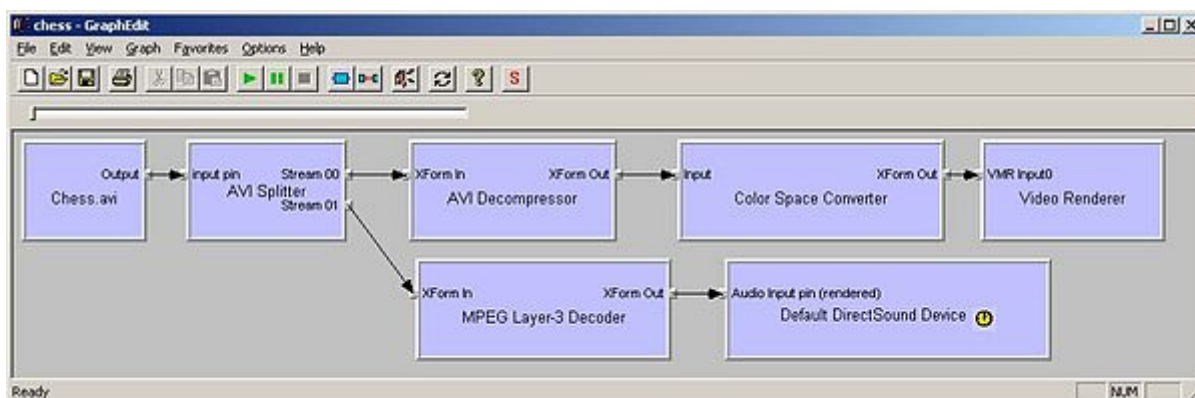 chess - GraphEdit
File Edit View Graph Favorites Options Help
S
Output
Chess.avi
input pin
Stream 00
AVI Splitter
Stream 01
XForm In
XForm Out
AVI Decompressor
Input
XForm Out
Color Space Converter
VMR Input0
Video Renderer
XForm In
XForm Out
MPEG Layer-3 Decoder
Audio Input pin (rendered)
Default DirectSound Device
Ready
NUM